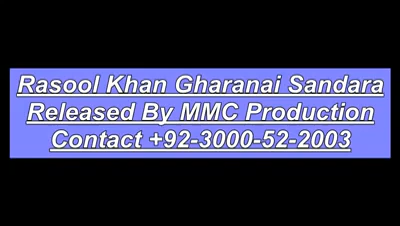 Rasool Khan Gharanai Sandara
Released By MMC Production
Contact +92-3000-52-2003